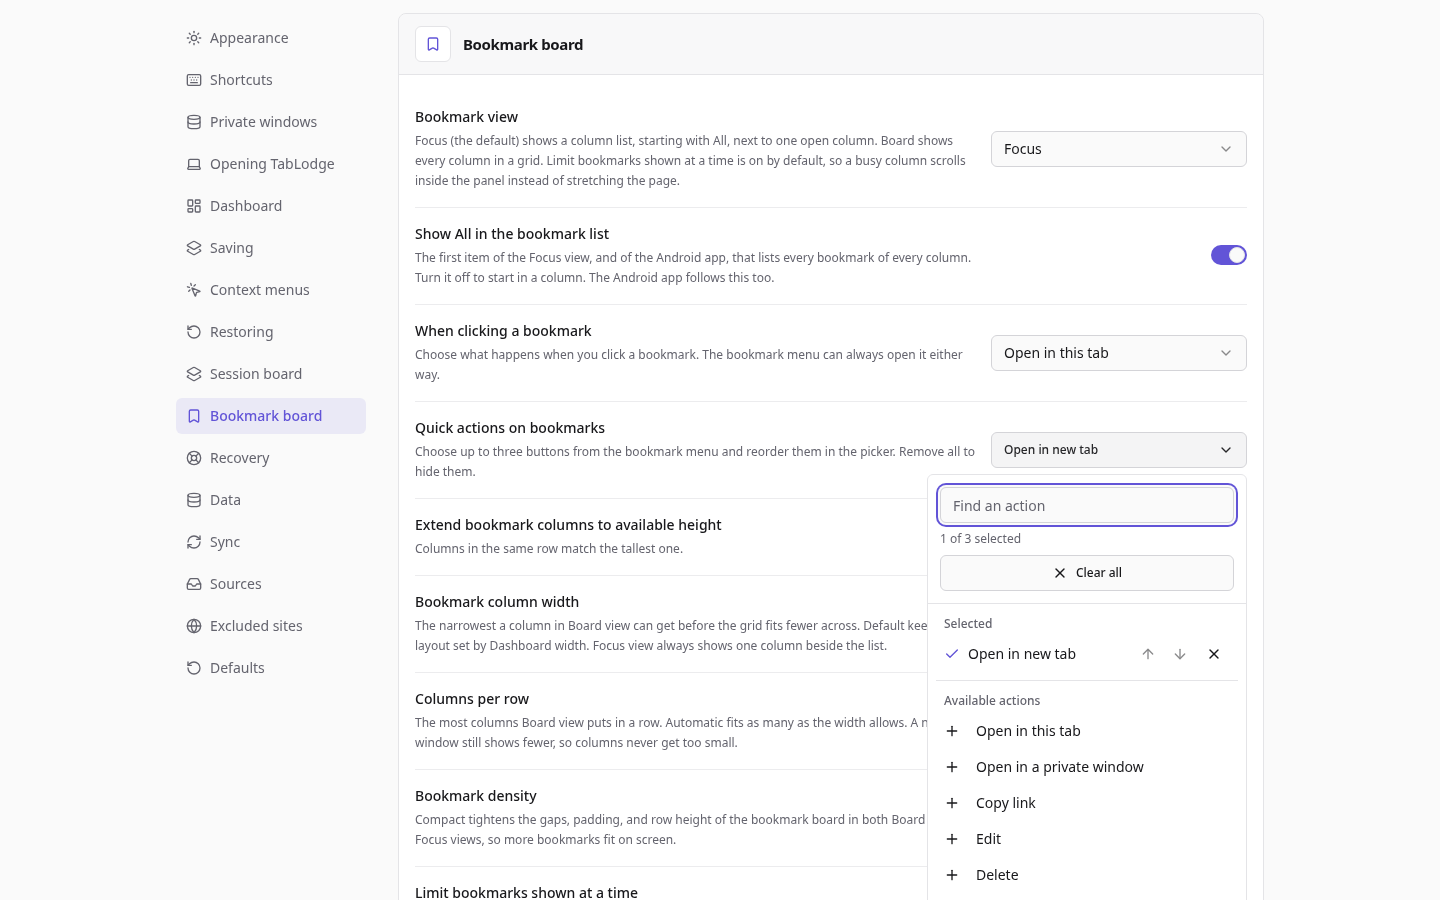 Appearance
Shortcuts
Private windows
Opening TabLodge
Dashboard
Saving
Context menus
Restoring
Session board
Bookmark board
Recovery
Data
Sync
Sources
Excluded sites
Defaults
Bookmark board
Bookmark view
Focus (the default) shows a column list, starting with All, next to one open column. Board shows
every column in a grid. Limit bookmarks shown at a time is on by default, so a busy column scrolls
inside the panel instead of stretching the page.
Focus
Show All in the bookmark list
The first item of the Focus view, and of the Android app, that lists every bookmark of every column.
Turn it off to start in a column. The Android app follows this too.
When clicking a bookmark
Choose what happens when you click a bookmark. The bookmark menu can always open it either
way.
Open in this tab
Quick actions on bookmarks
Choose up to three buttons from the bookmark menu and reorder them in the picker. Remove all to
hide them.
Open in new tab
Extend bookmark columns to available height
Columns in the same row match the tallest one.
Bookmark column width
The narrowest a column in Board view can get before the grid fits fewer across. Default kee
layout set by Dashboard width. Focus view always shows one column beside the list.
Columns per row
The most columns Board view puts in a row. Automatic fits as many as the width allows. A n
window still shows fewer, so columns never get too small.
Bookmark density
Compact tightens the gaps, padding, and row height of the bookmark board in both Board
Focus views, so more bookmarks fit on screen.
Limit bookmarks shown at a time
Find an action
1 of 3 selected
Clear all
Selected
Open in new tab
Available actions
Open in this tab
Open in a private window
Copy link
Edit
Delete